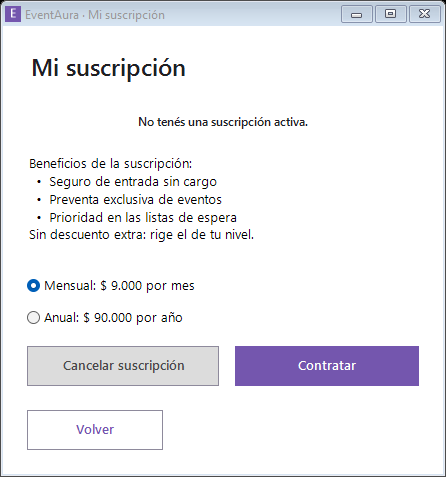 E EventAura - Mi suscripción
Mi suscripción
No tenés una suscripción activa.
Beneficios de la suscripción:
• Seguro de entrada sin cargo
• Preventa exclusiva de eventos
• Prioridad en las listas de espera
Sin descuento extra: rige el de tu nivel.
Mensual: $ 9.000 por mes
Anual: $ 90.000 por año
Cancelar suscripción
Contratar
Volver